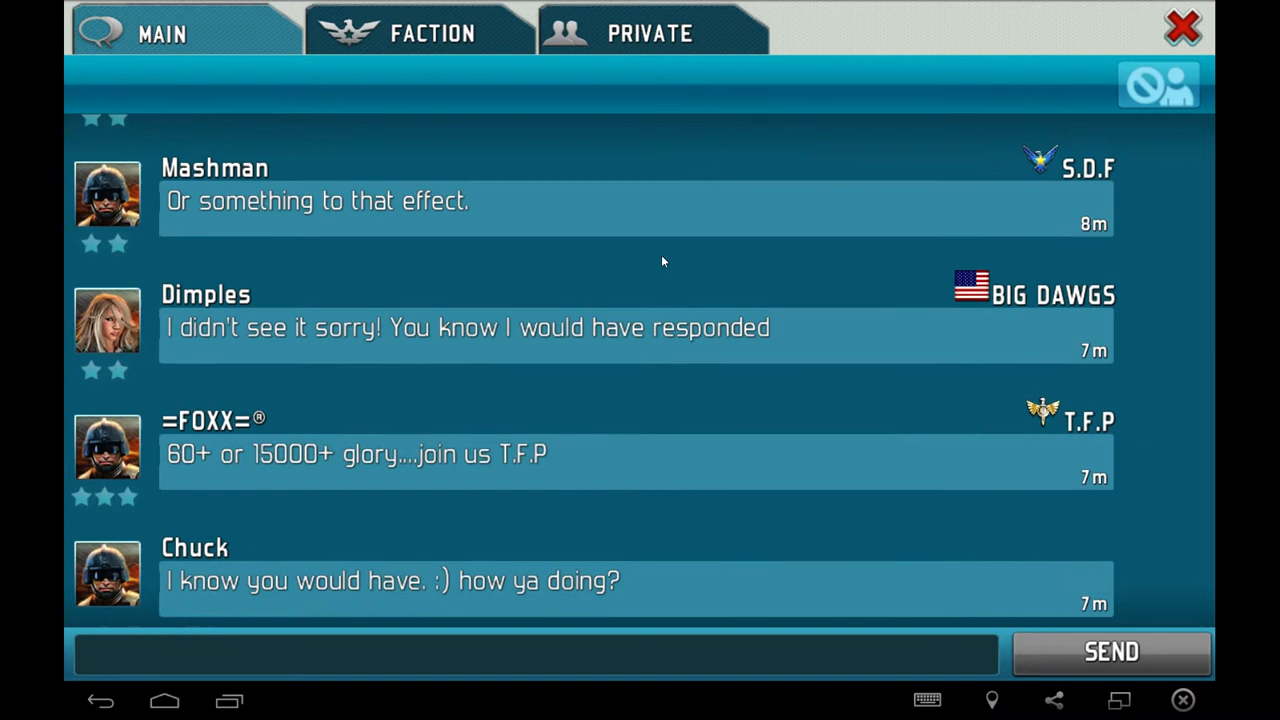 MAIN
FACTION
PRIVATE
Mashman
S.D.F
Or something to that effect.
8m
Dimples
BIG DAWGS
I didn't see it sorry! You know I would have responded
7m
=FOXX=®
T.F.P
60+ or 15000+ glory....join us T.F.P
7m
Chuck
I know you would have. :) how ya doing?
7m
SEND